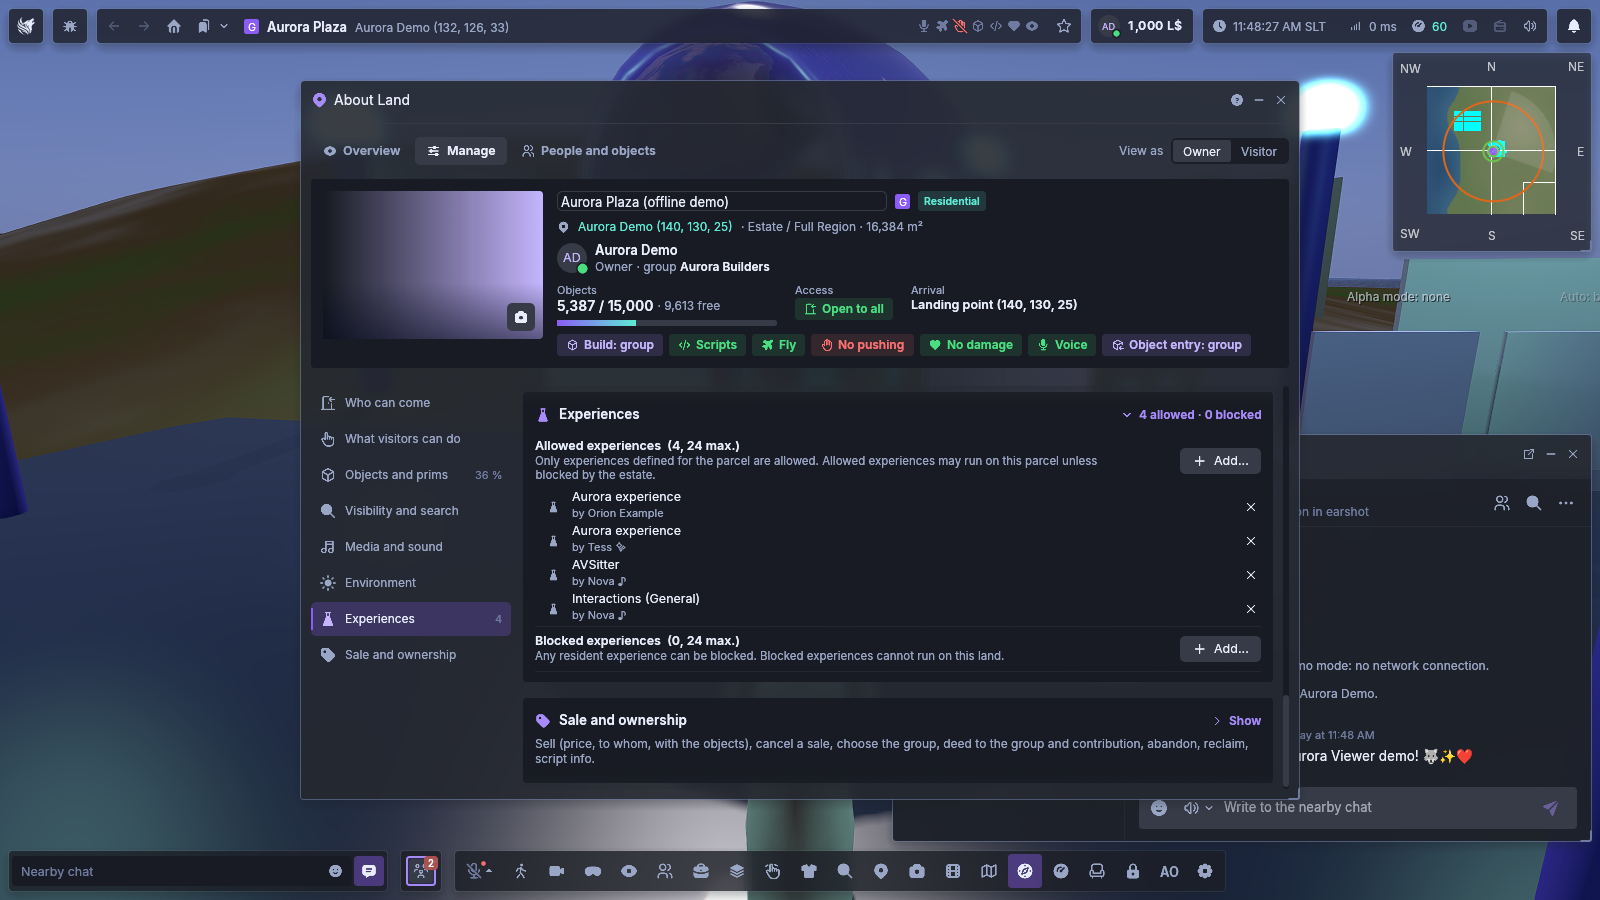 Aurora Plaza Aurora Demo (132, 126, 33)
AD 1,000 L$
11:48:27 AM SLT 0 ms 60
NW N NE
W E
SW S SE
About Land
Overview Manage People and objects
View as Owner Visitor
Aurora Plaza (offline demo) G Residential
Aurora Demo (140, 130, 25) · Estate / Full Region · 16,384 m²
AD Aurora Demo
Owner · group Aurora Builders
Objects Access Arrival
5,387 / 15,000 · 9,613 free Open to all Landing point (140, 130, 25)
Build: group Scripts Fly No pushing No damage Voice Object entry: group
Alpha mode: none
Who can come
What visitors can do
Objects and prims 36 %
Visibility and search
Media and sound
Environment
Experiences 4
Sale and ownership
Experiences 4 allowed · 0 blocked
Allowed experiences (4, 24 max.)
Only experiences defined for the parcel are allowed. Allowed experiences may run on this parcel unless
blocked by the estate.
Add...
Aurora experience
by Orion Example
Aurora experience
by Tess
AVSitter
by Nova ♪
Interactions (General)
by Nova ♪
Blocked experiences (0, 24 max.)
Any resident experience can be blocked. Blocked experiences cannot run on this land.
Add...
Sale and ownership Show
Sell (price, to whom, with the objects), cancel a sale, choose the group, deed to the group and contribution, abandon, reclaim,
script info.
in earshot
mode: no network connection.
Aurora Demo.
at 11:48 AM
Viewer demo! 🐺✨❤️
Write to the nearby chat
Nearby chat
2
AO